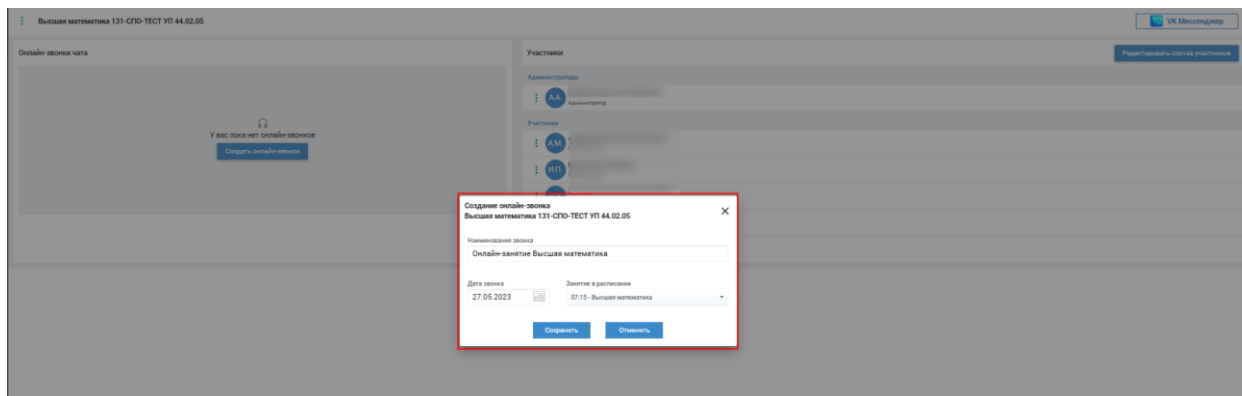 Высшая математика 131-СПО-ТЕСТ УП 44.02.05
VK Мессенджер
Онлайн-звонки чата
У вас пока нет онлайн-звонков
Создать онлайн-звонок
Участники
Редактировать состав участников
Администраторы
А.А.
Администратор
Участники
А.М.
И.П.
Создание онлайн-звонка
Высшая математика 131-СПО-ТЕСТ УП 44.02.05
Наименование звонка
Онлайн-занятие Высшая математика
Дата звонка
Занятие в расписании
27.05.2023
07:15 - Высшая математика
Сохранить
Отменить